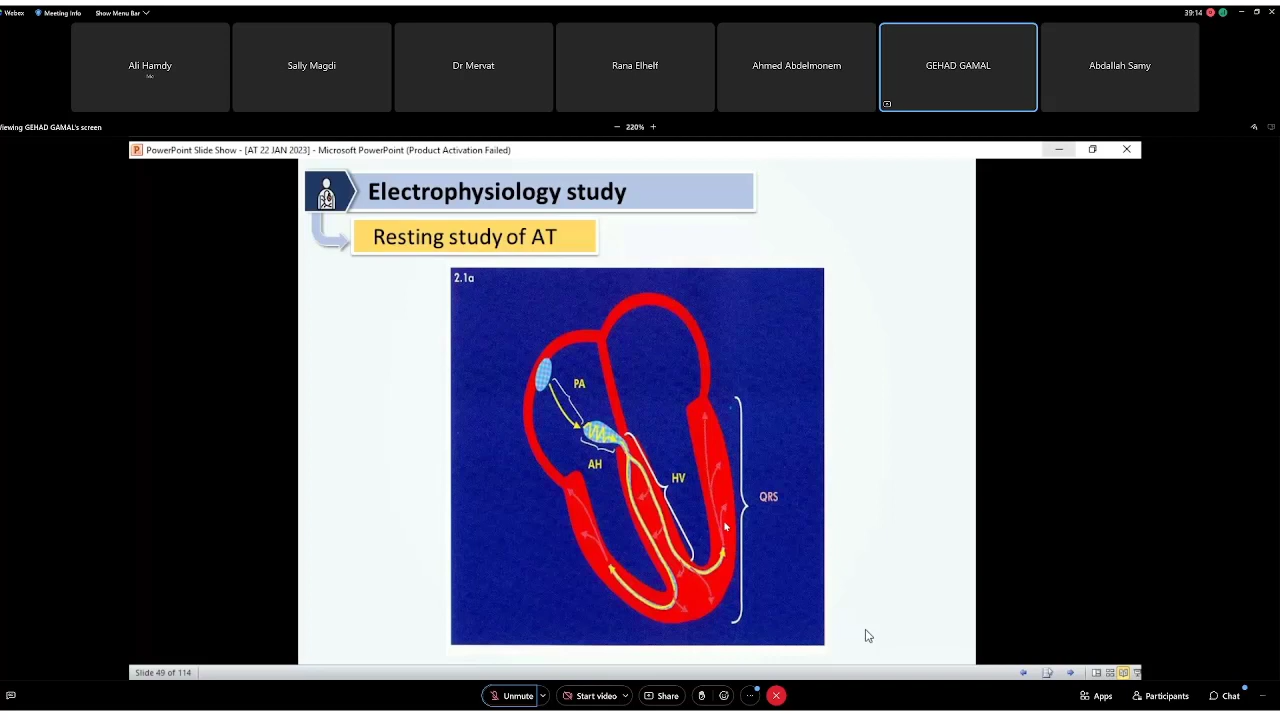 Webex
Meeting Info
Show Menu Bar
39:14
Ali Hamdy
Sally Magdi
Dr Mervat
Rana Elhelf
Ahmed Abdelmonem
GEHAD GAMAL
Abdallah Samy
Viewing GEHAD GAMAL's screen
220%
PowerPoint Slide Show - [AT 22 JAN 2023] - Microsoft PowerPoint (Product Activation Failed)
Electrophysiology study
Resting study of AT
2.1a
PA
AH
HV
QRS
Slide 49 of 114
Unmute
Start video
Share
Apps
Participants
Chat